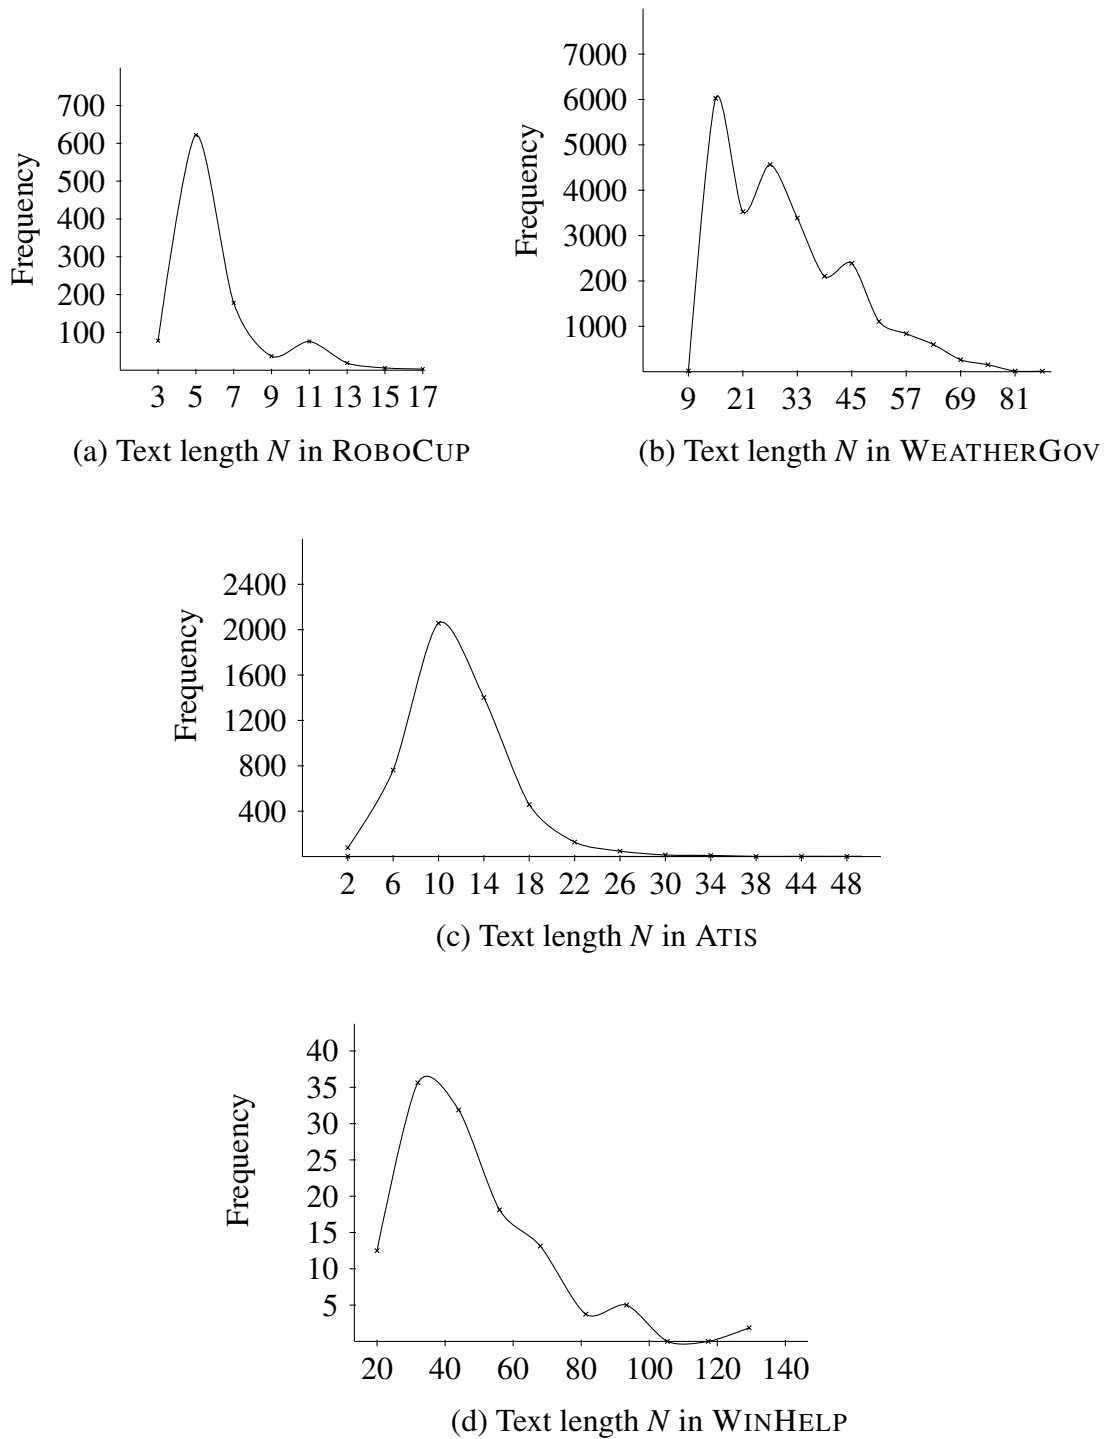 700
600
500
400
300
200
100
Frequency
3 5 7 9 11 13 15 17
(a) Text length N in ROBOCUP
7000
6000
5000
4000
3000
200
1000
Frequency
9 21 33 45 57 69 81
(b) Text length N in WEATHERGOV
2400
2000
1600
1200
800
400
Frequency
2 6 10 14 18 22 26 30 34 38 44 48
(c) Text length N in ATIS
40
35
30
25
20
15
10
5
Frequency
20 40 60 80 100 120 140
(d) Text length N in WINHELP